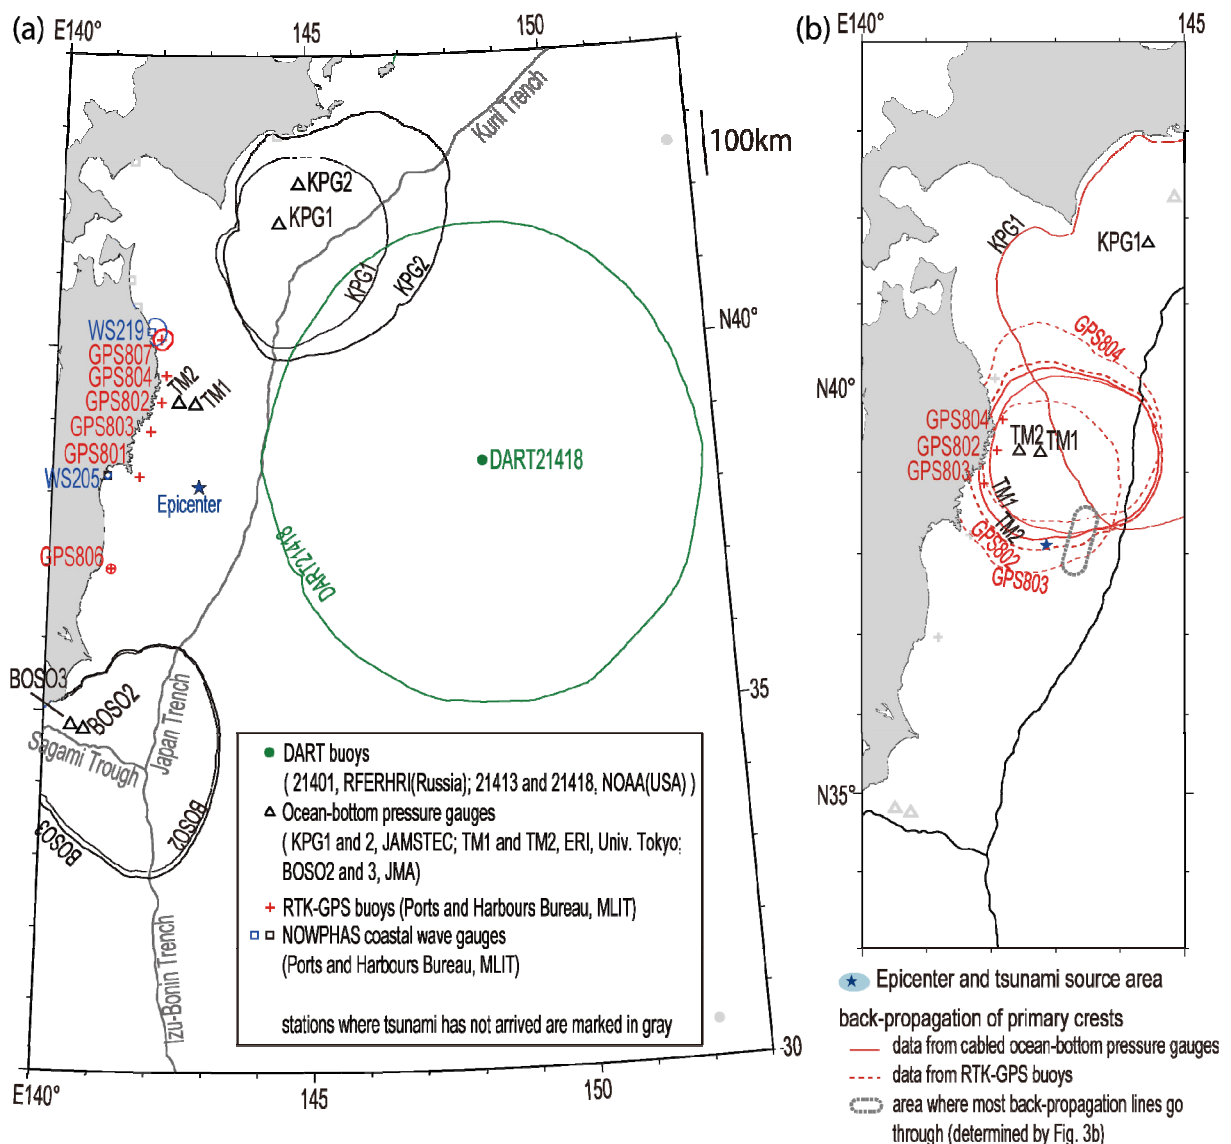 (a)
E140°
145
150
Kuril Trench
100km
KPG2
KPG1
KPG1
KPG2
N40°
WS219
GPS807
GPS804
TM2
TM1
GPS802
GPS803
GPS801
WS205
Epicenter
DART21418
DART21418
GPS806
35
BOSO3
BOSO2
Japan Trench
Sagami Trough
BOSO2
BOSO3
Izu-Bonin Trench
DART buoys
( 21401, RFERHRI(Russia); 21413 and 21418, NOAA(USA) )
Ocean-bottom pressure gauges
( KPG1 and 2, JAMSTEC; TM1 and TM2, ERI, Univ. Tokyo;
BOSO2 and 3, JMA)
RTK-GPS buoys (Ports and Harbours Bureau, MLIT)
NOWPHAS coastal wave gauges
(Ports and Harbours Bureau, MLIT)
stations where tsunami has not arrived are marked in gray
30
E140°
145
150
(b)
E140°
145
KPG1
KPG1
GPS804
N40°
GPS804
GPS802
TM2
TM1
GPS803
TM1
TM2
GPS802
GPS803
N35°
Epicenter and tsunami source area
back-propagation of primary crests
data from cabled ocean-bottom pressure gauges
data from RTK-GPS buoys
area where most back-propagation lines go
through (determined by Fig. 3b)